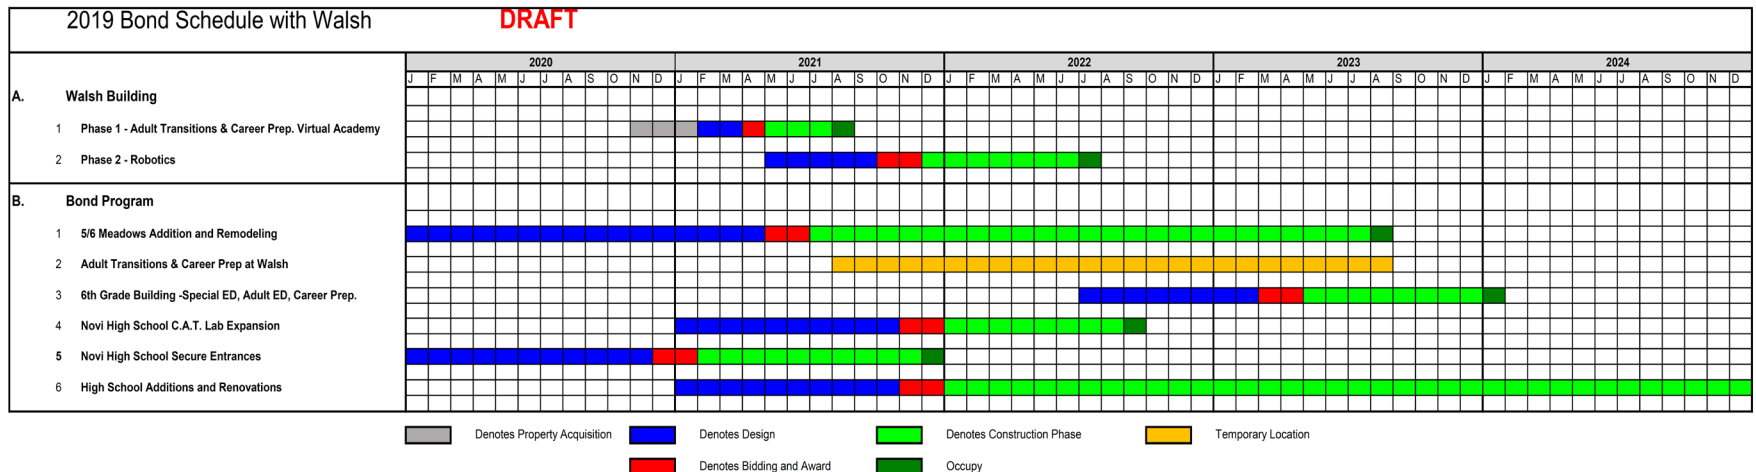 2019 Bond Schedule with Walsh DRAFT
2020 2021 2022 2023 2024
J F M A M J J A S O N D J F M A M J J A S O N D J F M A M J J A S O N D J F M A M J J A S O N D J F M A M J J A S O N D
A. Walsh Building
1 Phase 1 - Adult Transitions & Career Prep. Virtual Academy
2 Phase 2 - Robotics
B. Bond Program
1 5/6 Meadows Addition and Remodeling
2 Adult Transitions & Career Prep at Walsh
3 6th Grade Building -Special ED, Adult ED, Career Prep.
4 Novi High School C.A.T. Lab Expansion
5 Novi High School Secure Entrances
6 High School Additions and Renovations
Denotes Property Acquisition Denotes Design Denotes Construction Phase Temporary Location
Denotes Bidding and Award Occupy